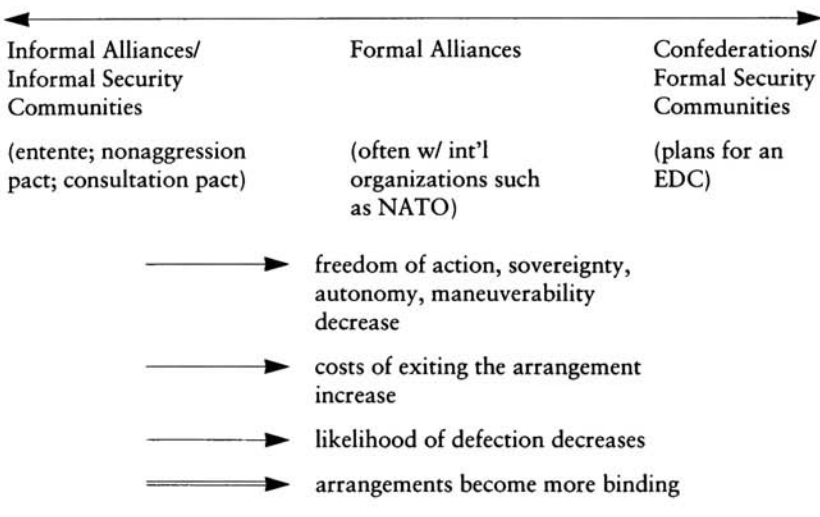 Informal Alliances/
Informal Security
Communities
(entente; nonaggression
pact; consultation pact)
Formal Alliances
(often w/ int'l
organizations such
as NATO)
Confederations/
Formal Security
Communities
(plans for an
EDC)
freedom of action, sovereignty,
autonomy, maneuverability
decrease
costs of exiting the arrangement
increase
likelihood of defection decreases
arrangements become more binding